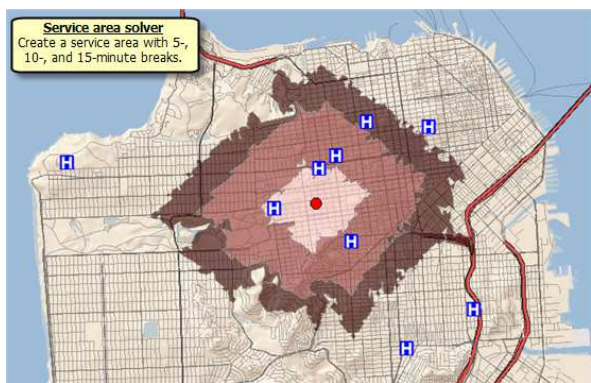 Service area solver
Create a service area with 5-,
10-, and 15-minute breaks.
H
H
H
H
H
H
H
H
H